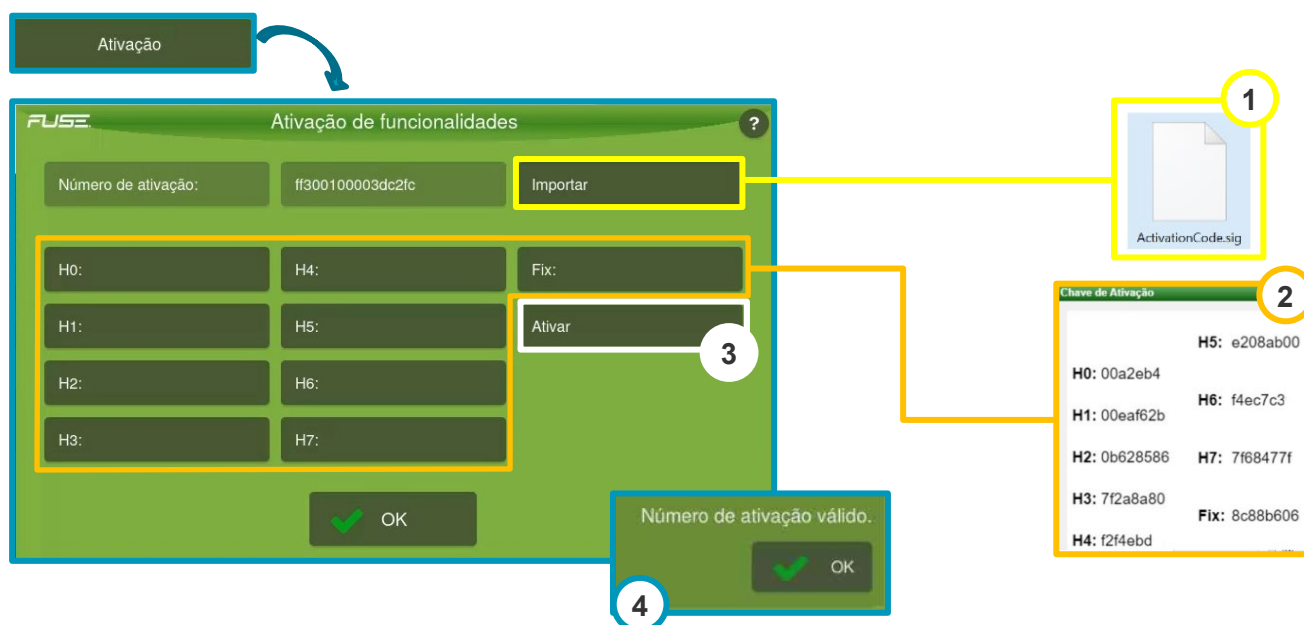 Ativação
FUSE
Ativação de funcionalidades
?
Número de ativação:
ff300100003dc2fc
Importar
H0:
H4:
Fix:
H1:
H5:
Ativar
3
H2:
H6:
H3:
H7:
OK
Número de ativação válido.
OK
4
1
ActivationCode.sig
2
Chave de Ativação
H0: 00a2eb4
H1: 00eaf62b
H2: 0b628586
H3: 7f2a8a80
H4: f2f4ebd
H5: e208ab00
H6: f4ec7c3
H7: 7f68477f
Fix: 8c88b606